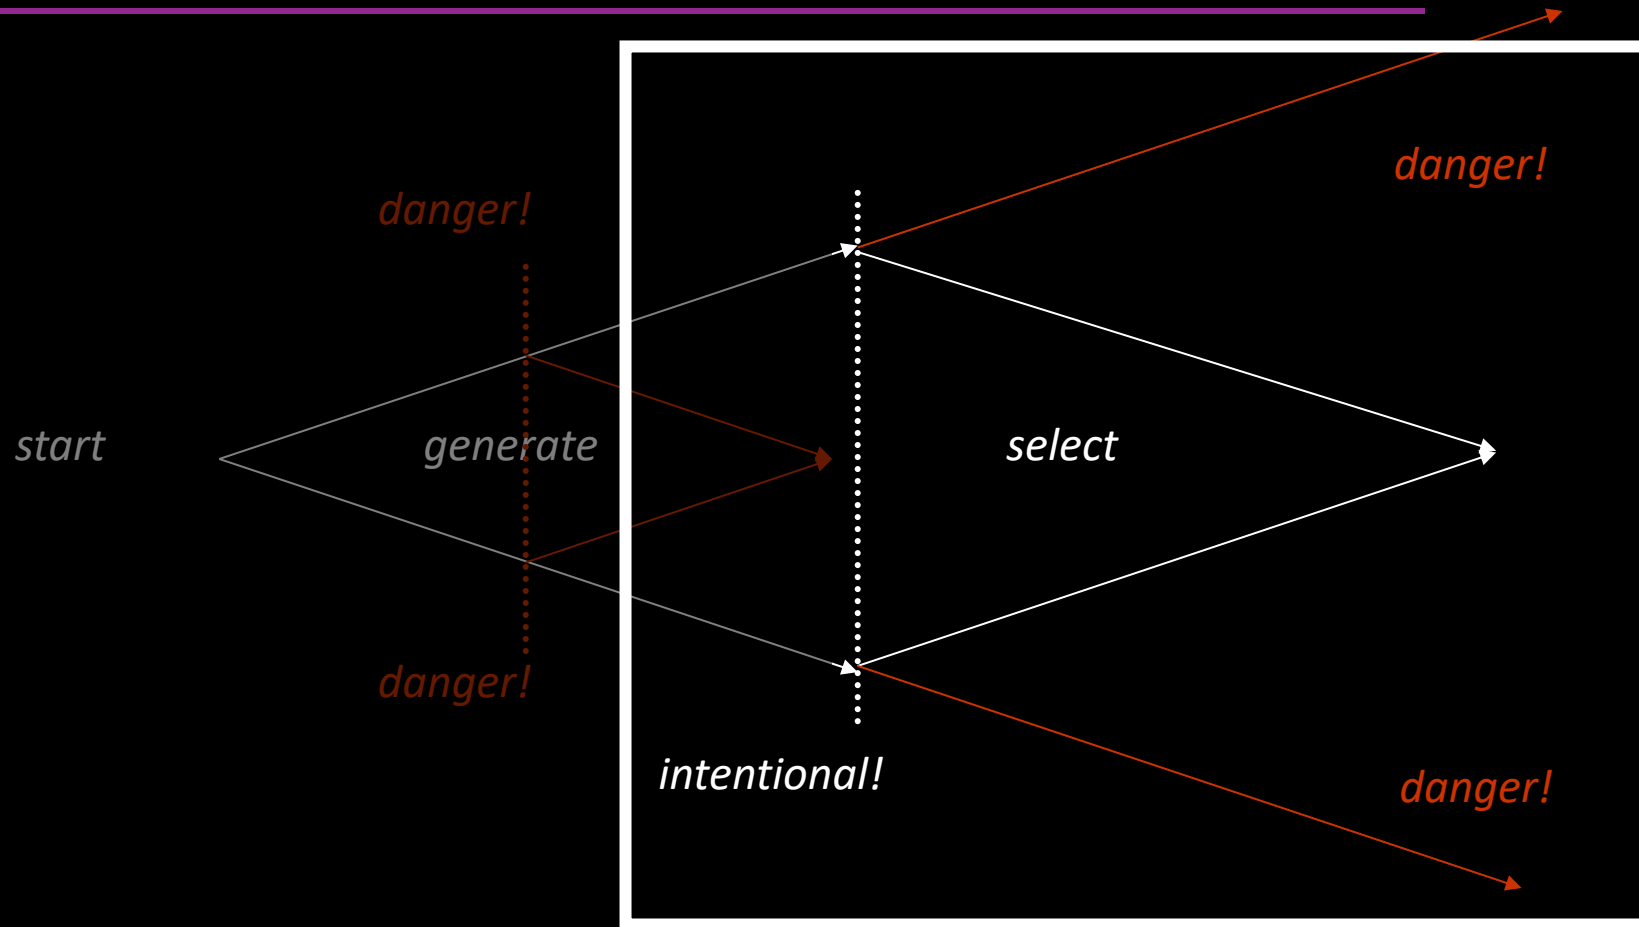 danger!
danger!
start
generate
select
danger!
intentional!
danger!